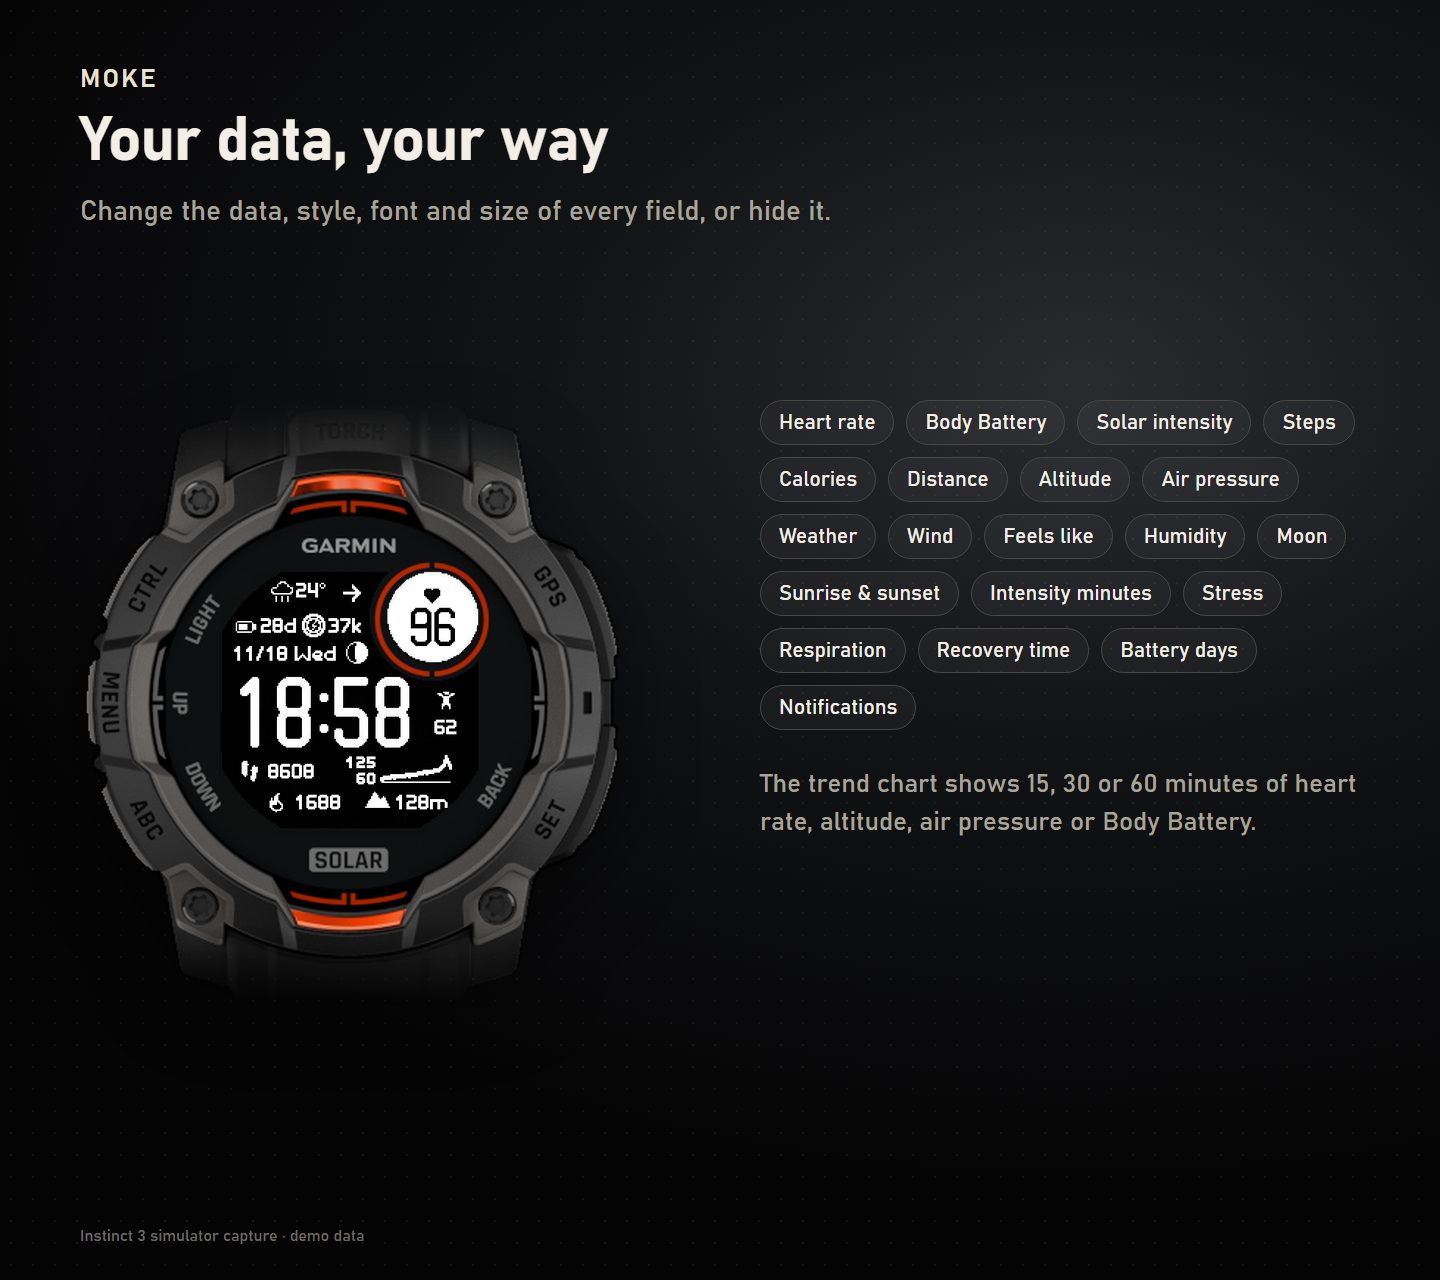 MOKE
Your data, your way
Change the data, style, font and size of every field, or hide it.
TORCH
GARMIN
CTRL
GPS
LIGHT
24°
96
28d 37k
11/18 Wed
MENU
UP
18:58
62
8608
125
60
DOWN
BACK
1688
128m
ABC
SET
SOLAR
Heart rate Body Battery Solar intensity Steps
Calories Distance Altitude Air pressure
Weather Wind Feels like Humidity Moon
Sunrise & sunset Intensity minutes Stress
Respiration Recovery time Battery days
Notifications
The trend chart shows 15, 30 or 60 minutes of heart
rate, altitude, air pressure or Body Battery.
Instinct 3 simulator capture · demo data